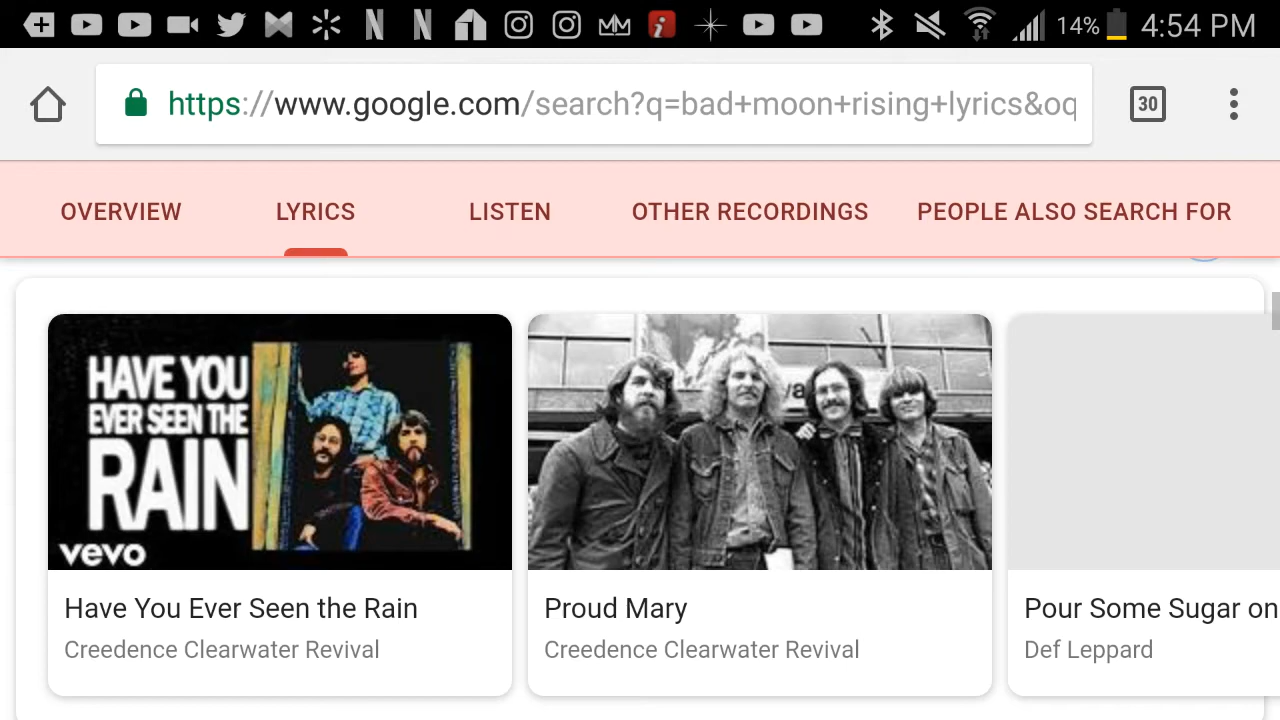 14% 4:54 PM
https://www.google.com/search?q=bad+moon+rising+lyrics&oq
30
OVERVIEW LYRICS LISTEN OTHER RECORDINGS PEOPLE ALSO SEARCH FOR
HAVE YOU
EVER SEEN THE
RAIN
vevo
va
Have You Ever Seen the Rain
Creedence Clearwater Revival
Proud Mary
Creedence Clearwater Revival
Pour Some Sugar on
Def Leppard